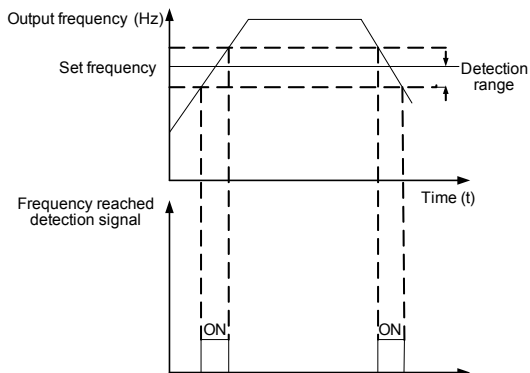 Output frequency (Hz)
Set frequency
Detection
range
Time (t)
Frequency reached
detection signal
ON
ON